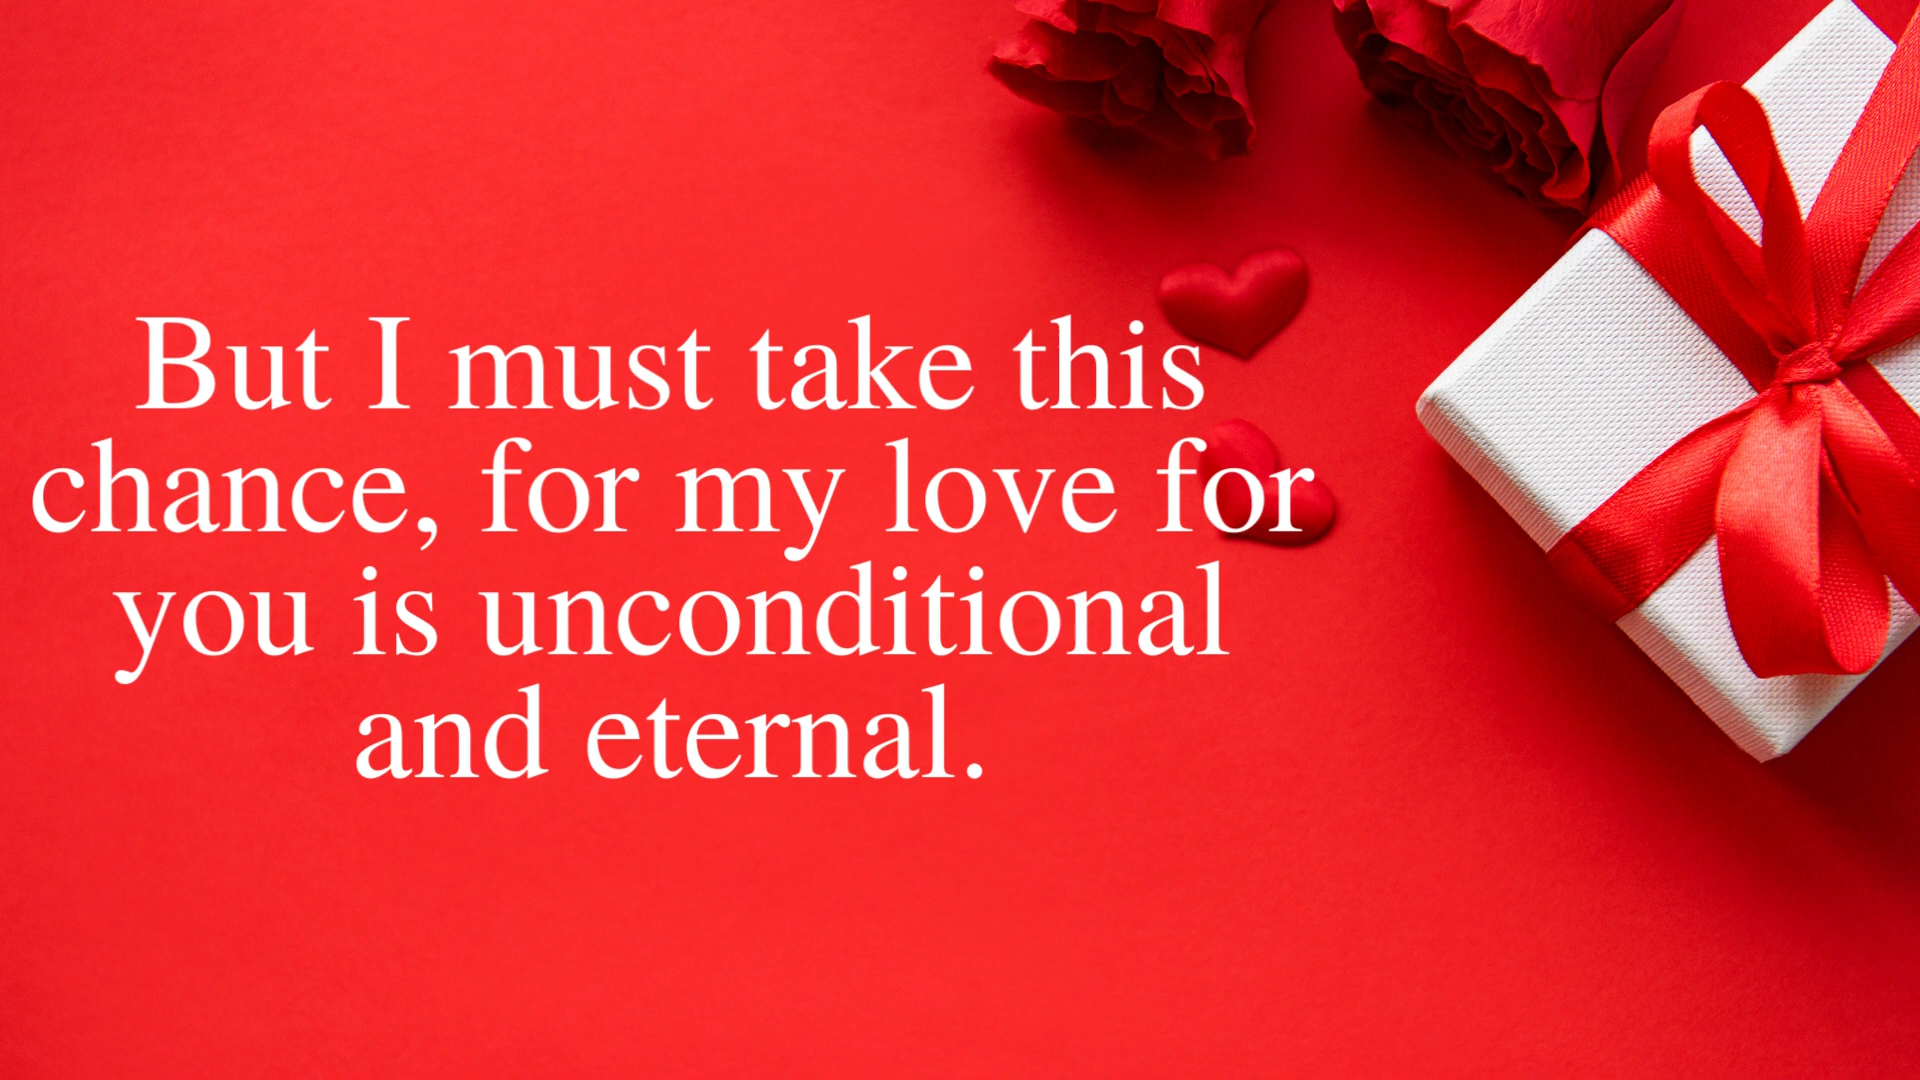 But I must take this
chance, for my love for
you is unconditional
and eternal.